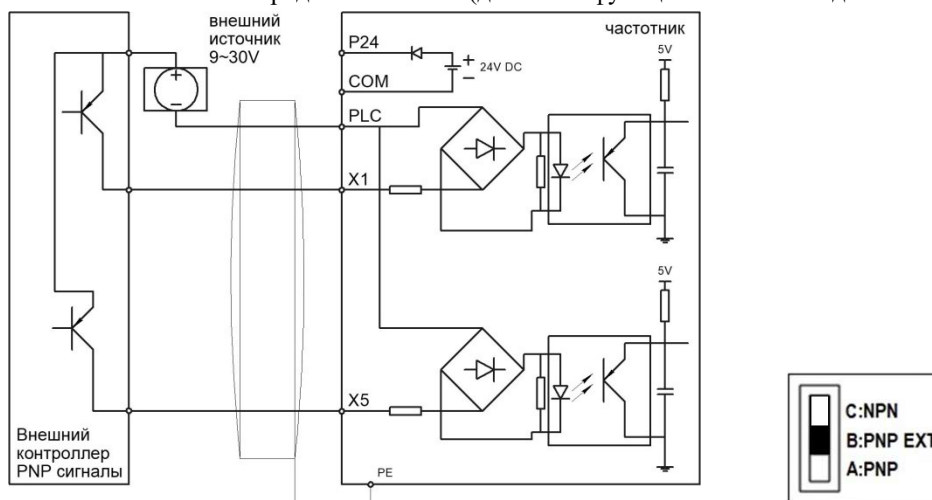 внешний
источник
9~30V
частотник
P24
24V DC
COM
PLC
5V
X1
5V
X5
Внешний
контроллер
PNP сигналы
PE
C:NPN
B:PNP EXT
A:PNP